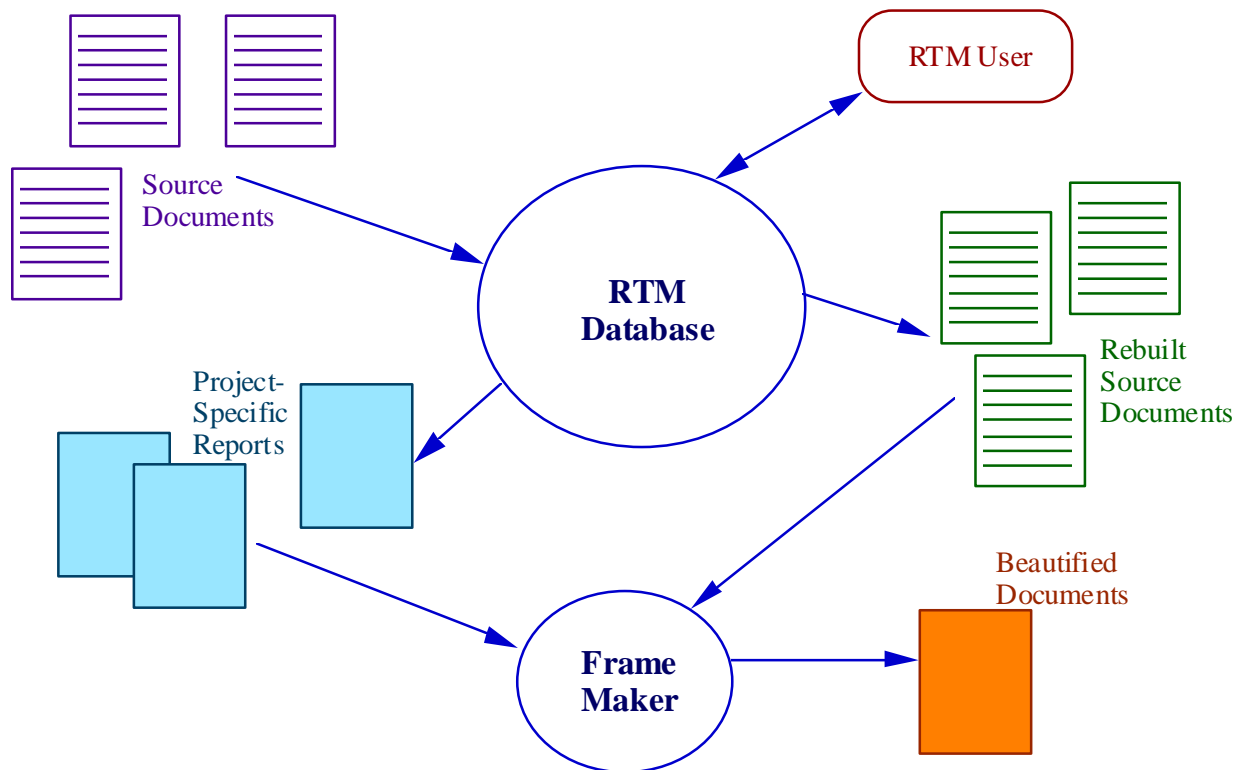 RTM User
Source
Documents
RTM
Database
Rebuilt
Source
Documents
Project-
Specific
Reports
Beautified
Documents
Frame
Maker